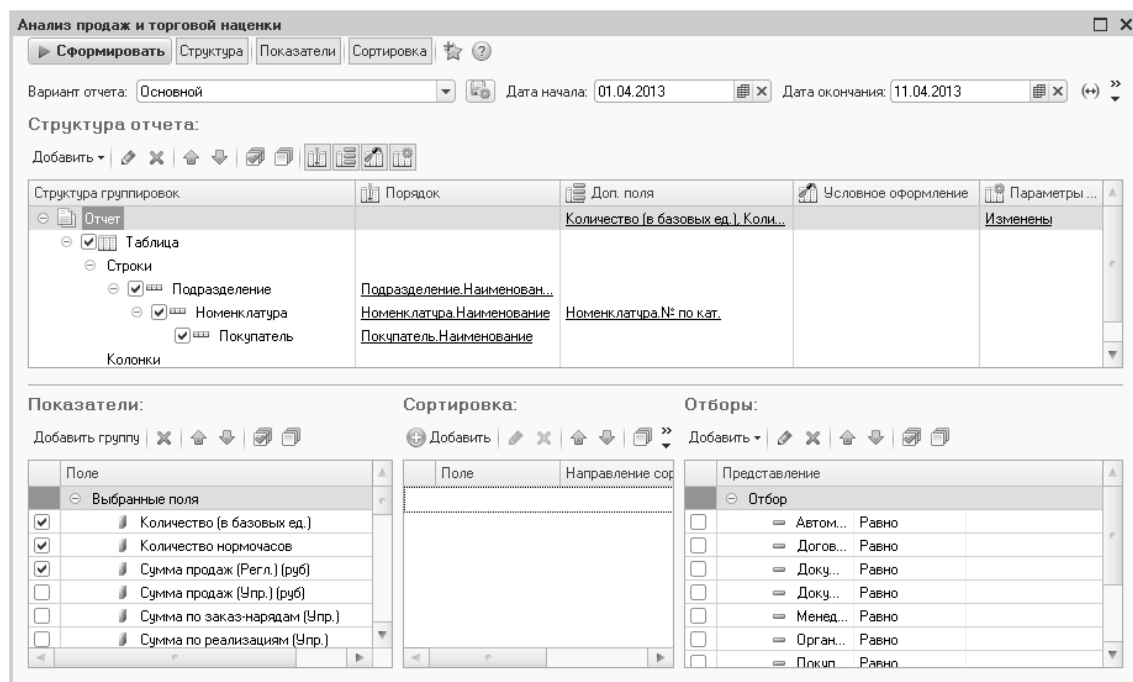 Анализ продаж и торговой наценки
Сформировать Структура Показатели Сортировка
Вариант отчета: Основной Дата начала: 01.04.2013 Дата окончания: 11.04.2013
Структура отчета:
Добавить
Структура группировок Порядок Доп. поля Условное оформление Параметры ...
Отчет Количество (в базовых ед.), Коли... Изменены
Таблица
Строки
Подразделение Подразделение.Наименован...
Номенклатура Номенклатура.Наименование Номенклатура.№ по кат.
Покупатель Покупатель.Наименование
Колонки
Показатели: Сортировка: Отборы:
Добавить группу Добавить Добавить
Поле Поле Направление сор Представление
Выбранные поля Отбор
Количество (в базовых ед.) Автом... Равно
Количество нормочасов Догов... Равно
Сумма продаж (Регл.) (руб) Доку... Равно
Сумма продаж (Упр.) (руб) Доку... Равно
Сумма по заказ-нарядам (Упр.) Менед... Равно
Сумма по реализациям (Упр.) Орган... Равно
Покуп... Равно